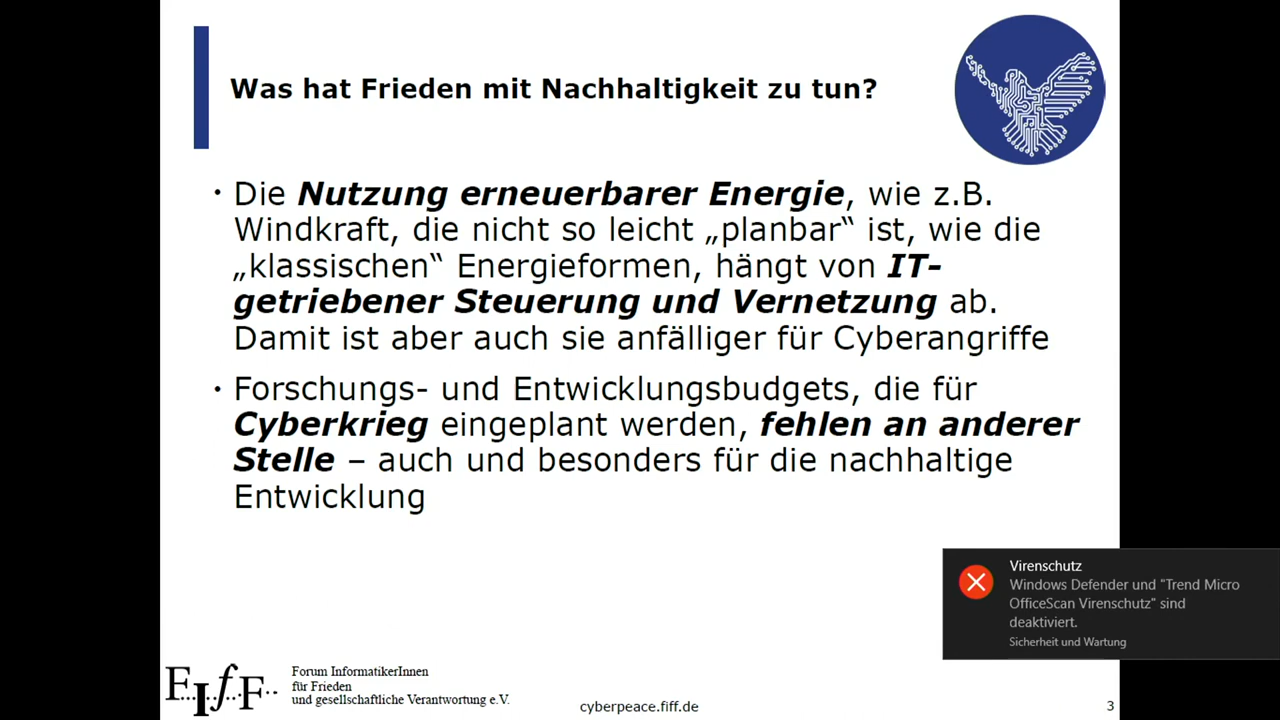 Was hat Frieden mit Nachhaltigkeit zu tun?
• Die Nutzung erneuerbarer Energie, wie z.B.
Windkraft, die nicht so leicht „planbar“ ist, wie die
„klassischen“ Energieformen, hängt von IT-
getriebener Steuerung und Vernetzung ab.
Damit ist aber auch sie anfälliger für Cyberangriffe
• Forschungs- und Entwicklungsbudgets, die für
Cyberkrieg eingeplant werden, fehlen an anderer
Stelle – auch und besonders für die nachhaltige
Entwicklung
Virenschutz
Windows Defender und "Trend Micro
OfficeScan Virenschutz" sind
deaktiviert.
Sicherheit und Wartung
FIfF
Forum InformatikerInnen
für Frieden
und gesellschaftliche Verantwortung e.V.
cyberpeace.fiff.de
3